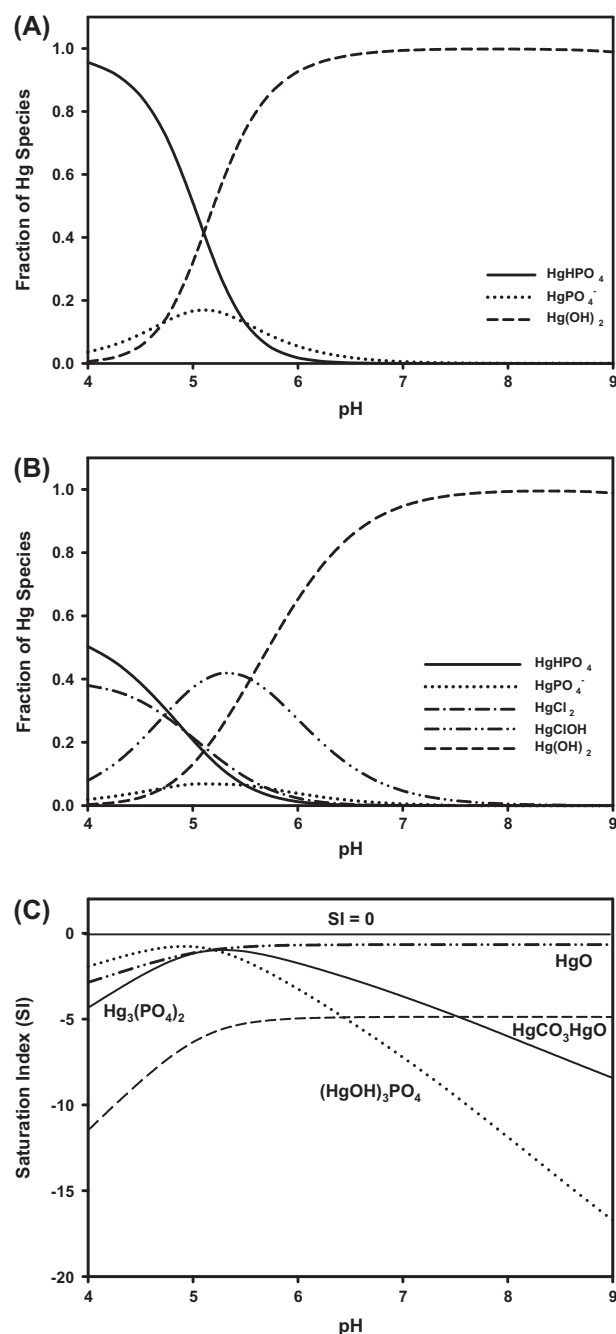 (A)
Fraction of Hg Species
1.0
0.8
0.6
0.4
0.2
0.0
HgHPO₄
HgPO₄⁻
Hg(OH)₂
4 5 6 7 8 9
pH
(B)
Fraction of Hg Species
1.0
0.8
0.6
0.4
0.2
0.0
HgHPO₄
HgPO₄⁻
HgCl₂
HgClOH
Hg(OH)₂
4 5 6 7 8 9
pH
(C)
Saturation Index (SI)
0
-5
-10
-15
-20
SI = 0
HgO
Hg₃(PO₄)₂
HgCO₃HgO
(HgOH)₃PO₄
4 5 6 7 8 9
pH